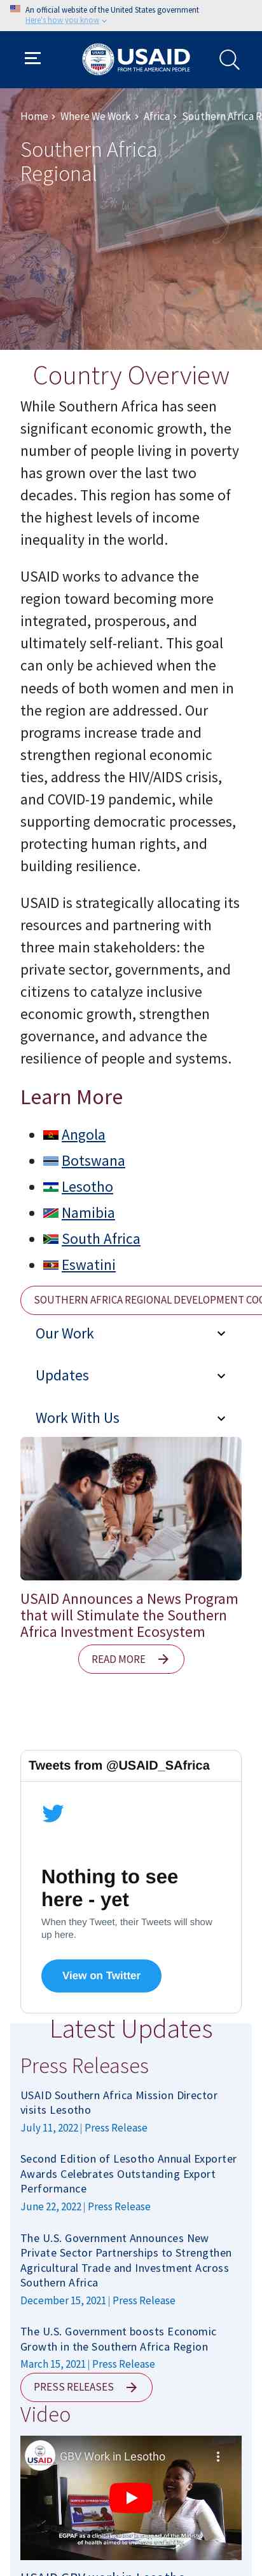 An official website of the United States government
Here's how you know
USAID
FROM THE AMERICAN PEOPLE
Home › Where We Work › Africa › Southern Africa R
Southern Africa
Regional
Country Overview
While Southern Africa has seen
significant economic growth, the
number of people living in poverty
has grown over the last two
decades. This region has some of
the highest levels of income
inequality in the world.
USAID works to advance the
region toward becoming more
integrated, prosperous, and
ultimately self-reliant. This goal
can only be achieved when the
needs of both women and men in
the region are addressed. Our
programs increase trade and
strengthen regional economic
ties, address the HIV/AIDS crisis,
and COVID-19 pandemic, while
supporting democratic processes,
protecting human rights, and
building resilience.
USAID is strategically allocating its
resources and partnering with
three main stakeholders: the
private sector, governments, and
citizens to catalyze inclusive
economic growth, strengthen
governance, and advance the
resilience of people and systems.
Learn More
Angola
Botswana
Lesotho
Namibia
South Africa
Eswatini
SOUTHERN AFRICA REGIONAL DEVELOPMENT COO
Our Work
Updates
Work With Us
USAID Announces a News Program
that will Stimulate the Southern
Africa Investment Ecosystem
READ MORE
Tweets from @USAID_SAfrica
Nothing to see
here - yet
When they Tweet, their Tweets will show
up here.
View on Twitter
Latest Updates
Press Releases
USAID Southern Africa Mission Director
visits Lesotho
July 11, 2022 | Press Release
Second Edition of Lesotho Annual Exporter
Awards Celebrates Outstanding Export
Performance
June 22, 2022 | Press Release
The U.S. Government Announces New
Private Sector Partnerships to Strengthen
Agricultural Trade and Investment Across
Southern Africa
December 15, 2021 | Press Release
The U.S. Government boosts Economic
Growth in the Southern Africa Region
March 15, 2021 | Press Release
PRESS RELEASES
Video
USAID
GBV Work in Lesotho
EGPAF as a clinical
of health aimed to
USAID GBV work in Lesotho